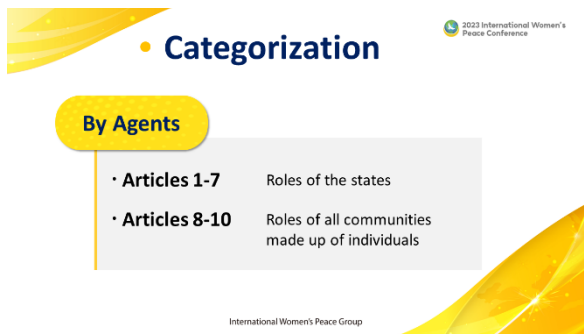 2023 International Women's
Peace Conference
• Categorization
By Agents
· Articles 1-7 Roles of the states
· Articles 8-10 Roles of all communities
made up of individuals
International Women's Peace Group